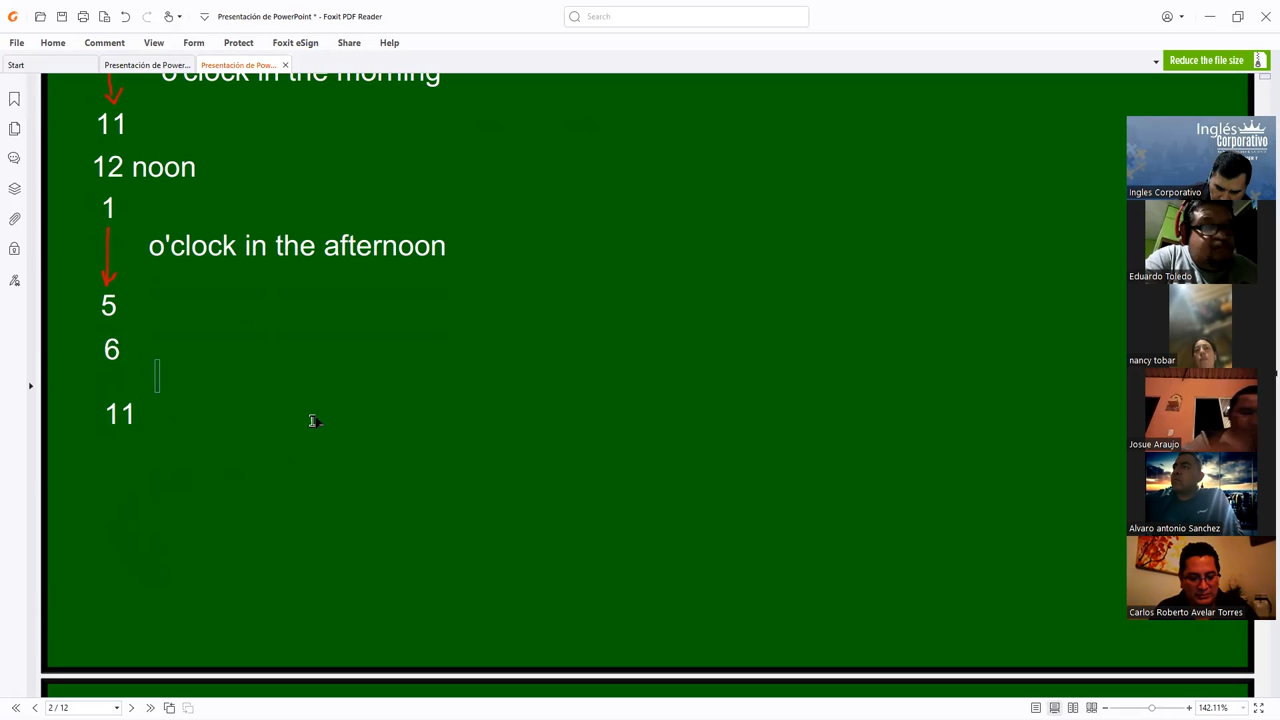 Presentación de PowerPoint * - Foxit PDF Reader
Search
File Home Comment View Form Protect Foxit eSign Share Help
Start Presentación de Power... Presentación de Pow...
Reduce the file size
o'clock in the morning
11
12 noon
1
o'clock in the afternoon
5
6
11
Inglés
Corporativo
Ingles Corporativo
Eduardo Toledo
nancy tobar
Josue Araujo
Alvaro antonio Sanchez
Carlos Roberto Avelar Torres
2 / 12
142.11%